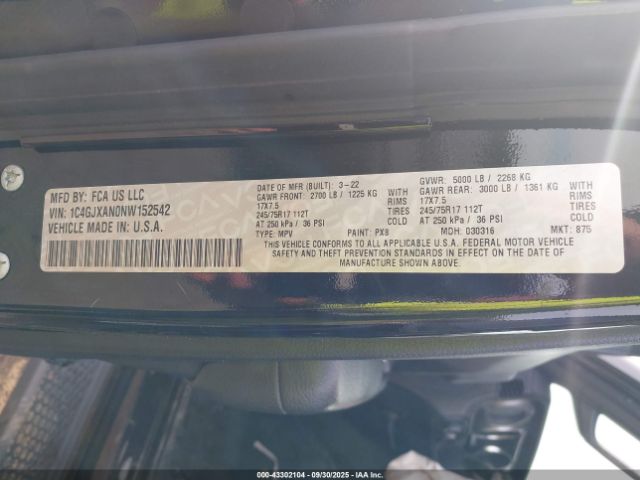 MFD BY: FCA US LLC
VIN: 1C4GJXAN0NW152542
VEHICLE MADE IN: U.S.A.
DATE OF MFR (BUILT): 3-22 GVWR: 5000 LB / 2268 KG
GAWR FRONT: 2700 LB / 1225 KG WITH GAWR REAR: 3000 LB / 1361 KG WITH
17X7.5 RIMS 17X7.5 RIMS
245/75R17 112T TIRES 245/75R17 112T TIRES
AT 250 kPa / 36 PSI COLD AT 250 kPa / 36 PSI COLD
TYPE: MPV PAINT: PX8 MDH: 030316 MKT: 875
THIS VEHICLE CONFORMS TO ALL APPLICABLE U.S.A. FEDERAL MOTOR VEHICLE
SAFETY AND THEFT PREVENTION STANDARDS IN EFFECT ON THE DATE OF
MANUFACTURE SHOWN ABOVE.
000-43302104 - 09/30/2025 - IAAI.COM